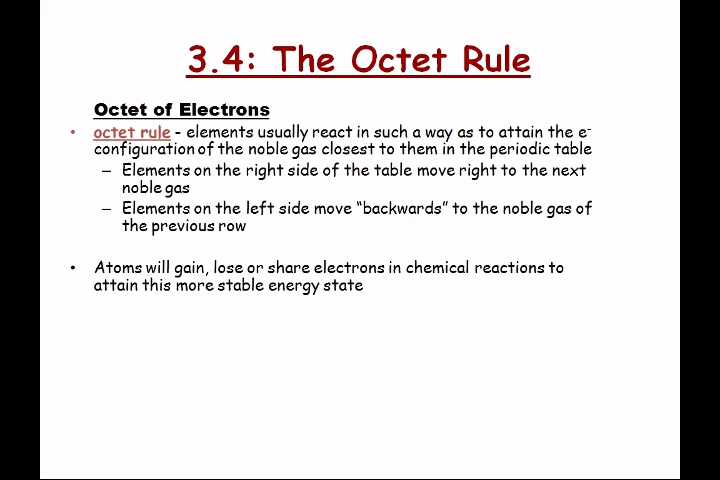 3.4: The Octet Rule
Octet of Electrons
• octet rule - elements usually react in such a way as to attain the e⁻
configuration of the noble gas closest to them in the periodic table
– Elements on the right side of the table move right to the next
noble gas
– Elements on the left side move “backwards” to the noble gas of
the previous row
• Atoms will gain, lose or share electrons in chemical reactions to
attain this more stable energy state